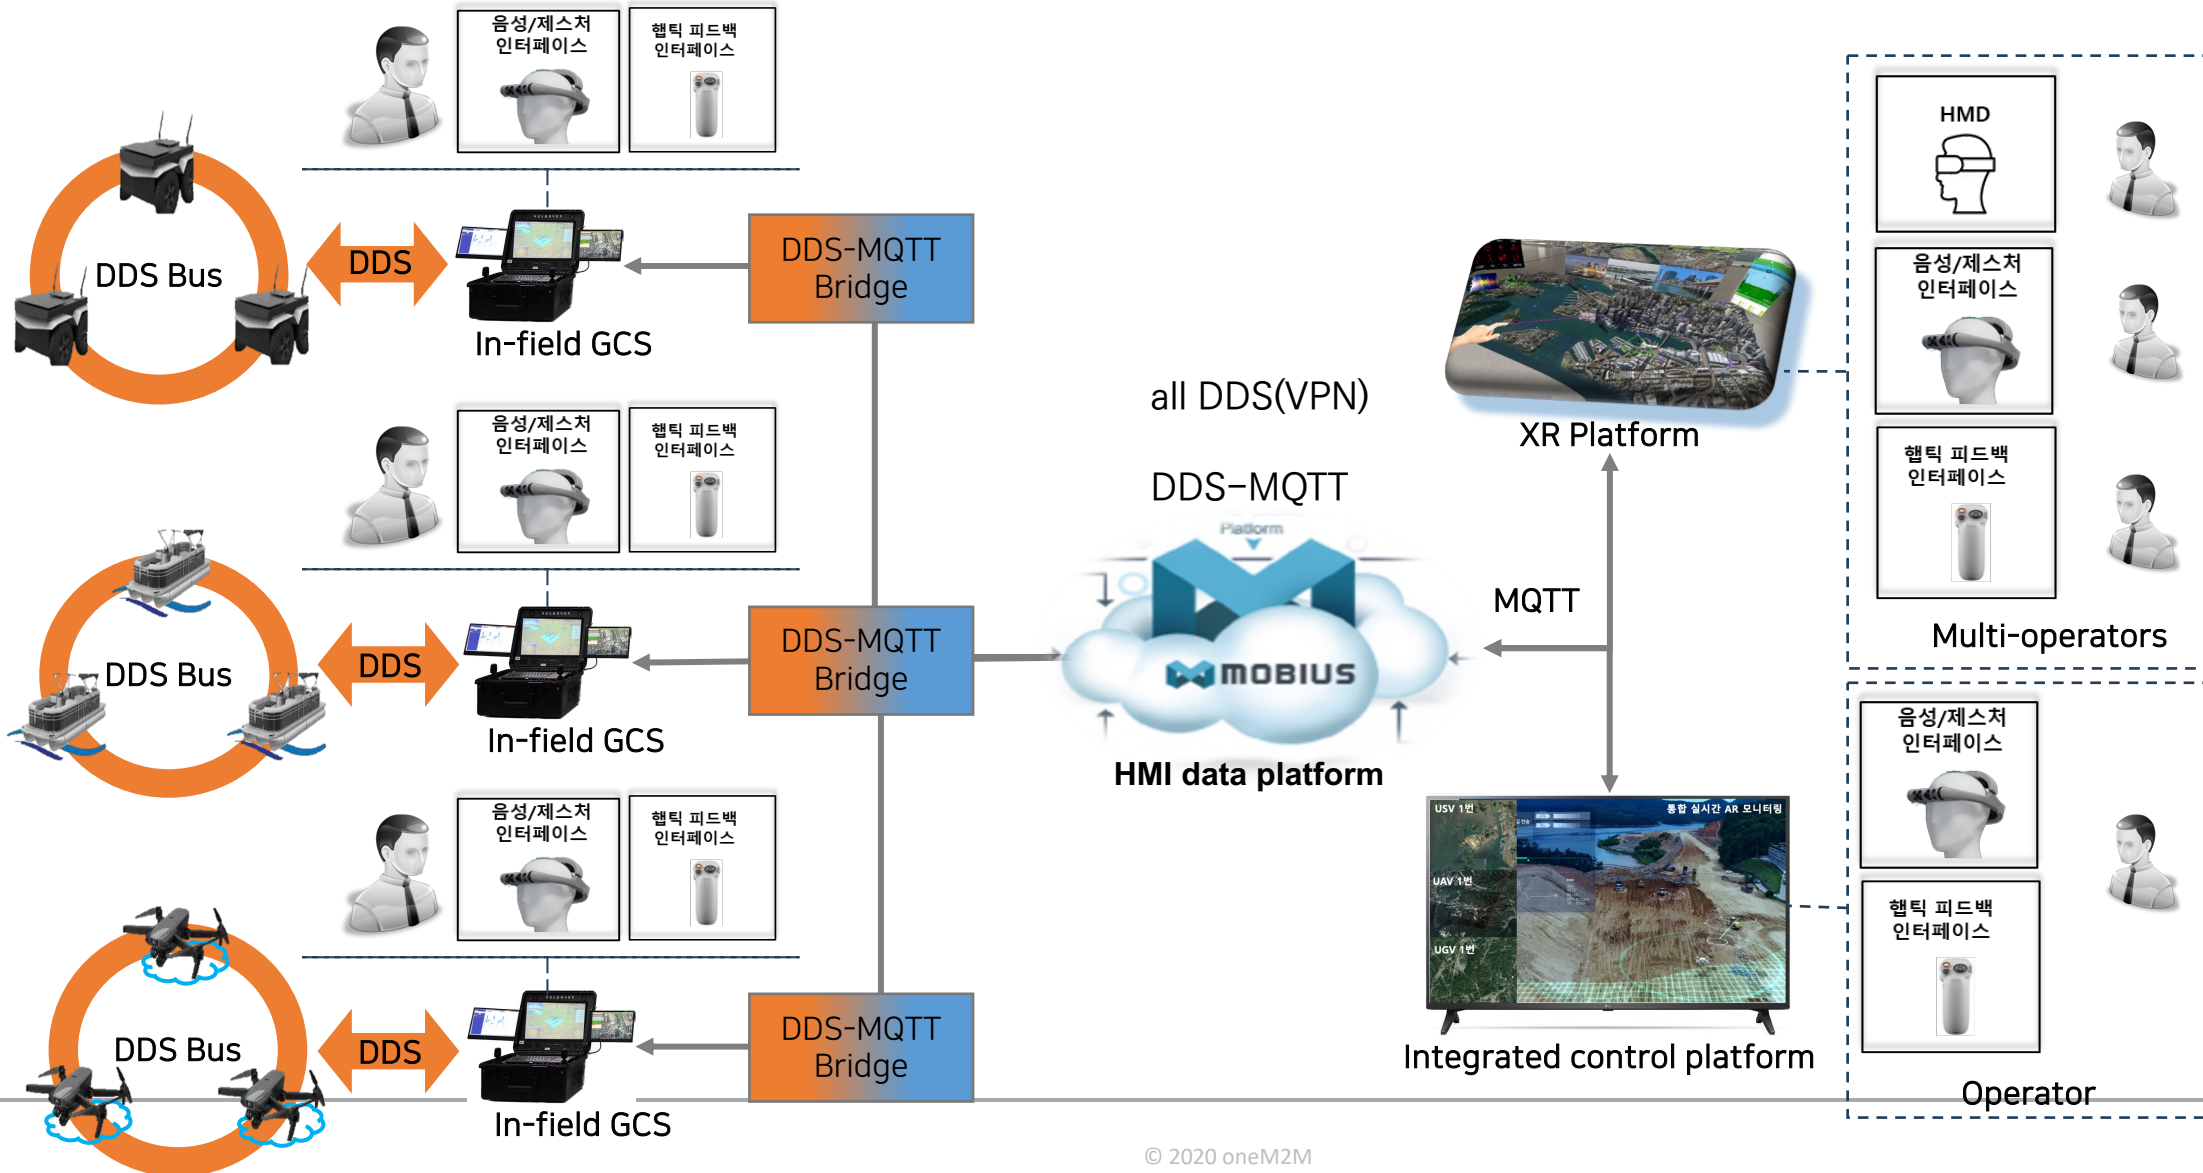 음성/제스처
인터페이스
햅틱 피드백
인터페이스
DDS Bus
DDS
In-field GCS
DDS-MQTT
Bridge
음성/제스처
인터페이스
햅틱 피드백
인터페이스
DDS Bus
DDS
In-field GCS
DDS-MQTT
Bridge
음성/제스처
인터페이스
햅틱 피드백
인터페이스
DDS Bus
DDS
In-field GCS
DDS-MQTT
Bridge
all DDS(VPN)
DDS-MQTT
Platform
MOBIUS
HMI data platform
MQTT
XR Platform
USV 1번
통합 실시간 AR 모니터링
UAV 1번
UGV 1번
Integrated control platform
HMD
음성/제스처
인터페이스
햅틱 피드백
인터페이스
Multi-operators
음성/제스처
인터페이스
햅틱 피드백
인터페이스
Operator
© 2020 oneM2M